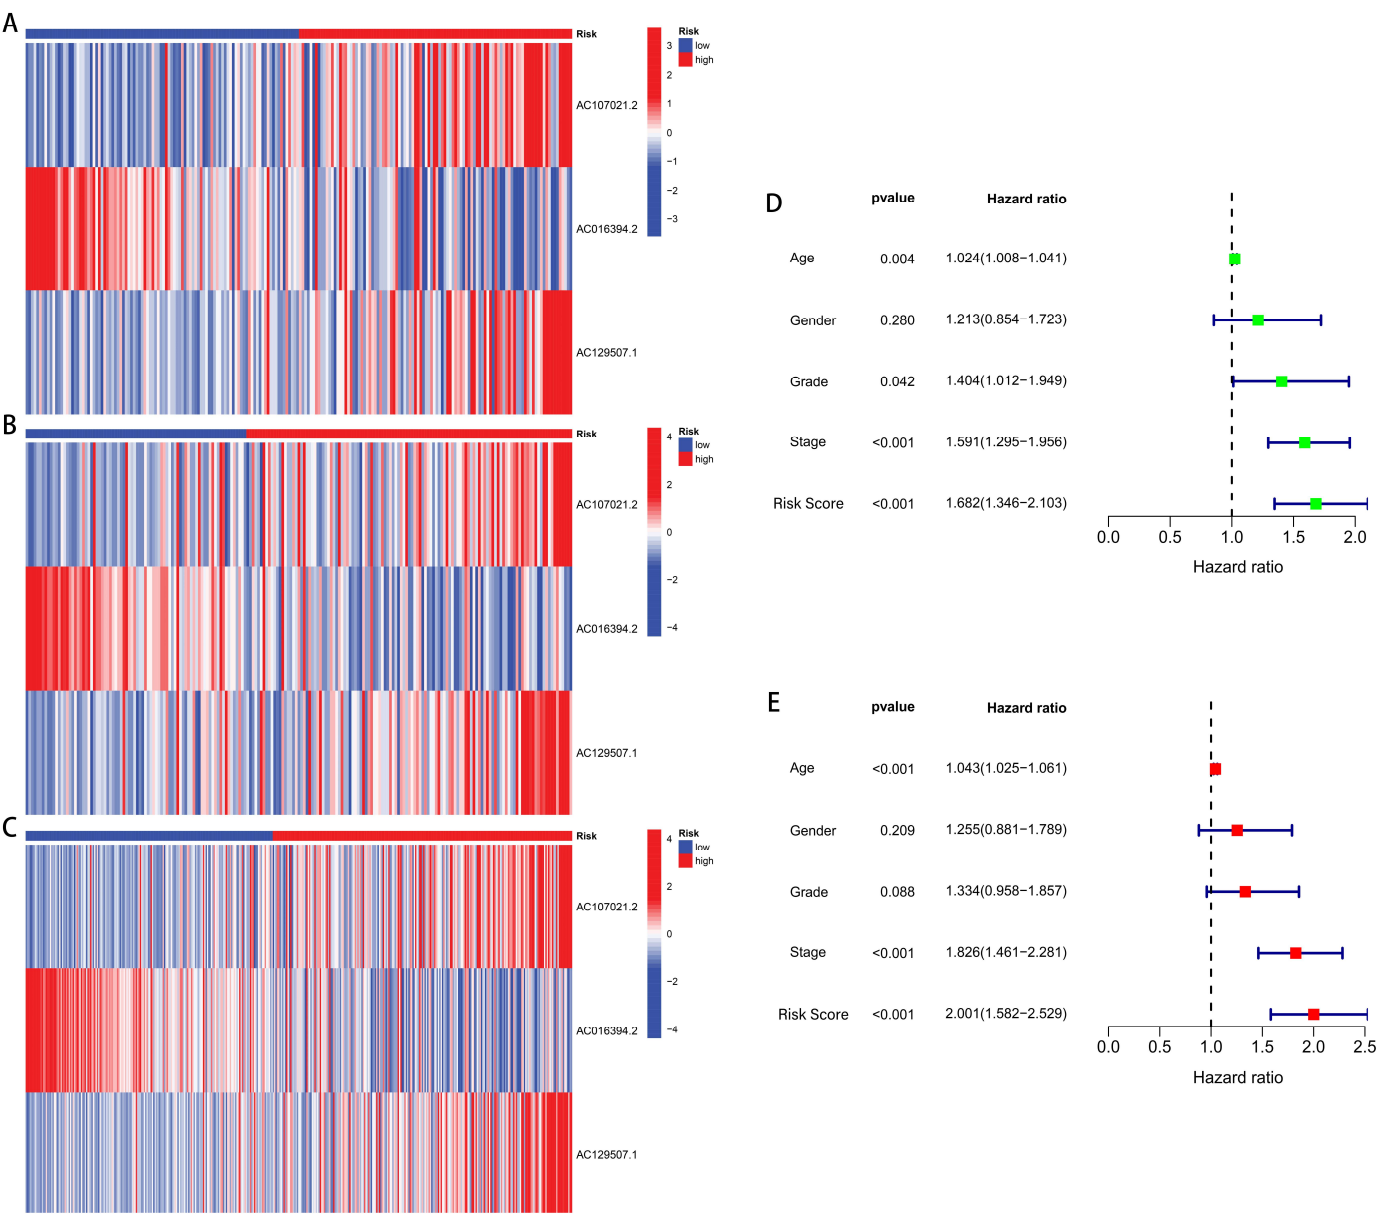 A
Risk
AC107021.2
AC016394.2
AC129507.1
3
2
1
0
−1
−2
−3
Risk
low
high
B
Risk
AC107021.2
AC016394.2
AC129507.1
4
2
0
−2
−4
Risk
low
high
C
Risk
AC107021.2
AC016394.2
AC129507.1
4
2
0
−2
−4
Risk
low
high
D
pvalue Hazard ratio
Age 0.004 1.024(1.008−1.041)
Gender 0.280 1.213(0.854−1.723)
Grade 0.042 1.404(1.012−1.949)
Stage <0.001 1.591(1.295−1.956)
Risk Score <0.001 1.682(1.346−2.103)
0.0 0.5 1.0 1.5 2.0
Hazard ratio
E
pvalue Hazard ratio
Age <0.001 1.043(1.025−1.061)
Gender 0.209 1.255(0.881−1.789)
Grade 0.088 1.334(0.958−1.857)
Stage <0.001 1.826(1.461−2.281)
Risk Score <0.001 2.001(1.582−2.529)
0.0 0.5 1.0 1.5 2.0 2.5
Hazard ratio